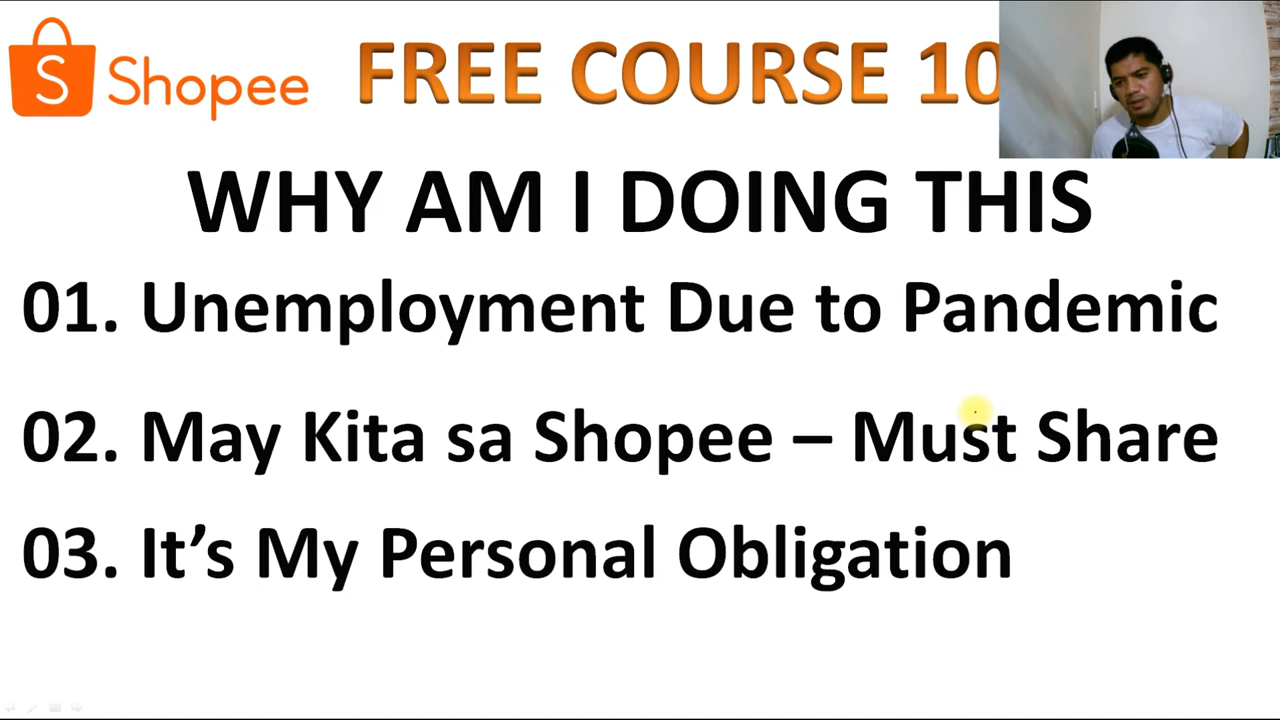 Shopee FREE COURSE 10
WHY AM I DOING THIS
01. Unemployment Due to Pandemic
02. May Kita sa Shopee – Must Share
03. It’s My Personal Obligation